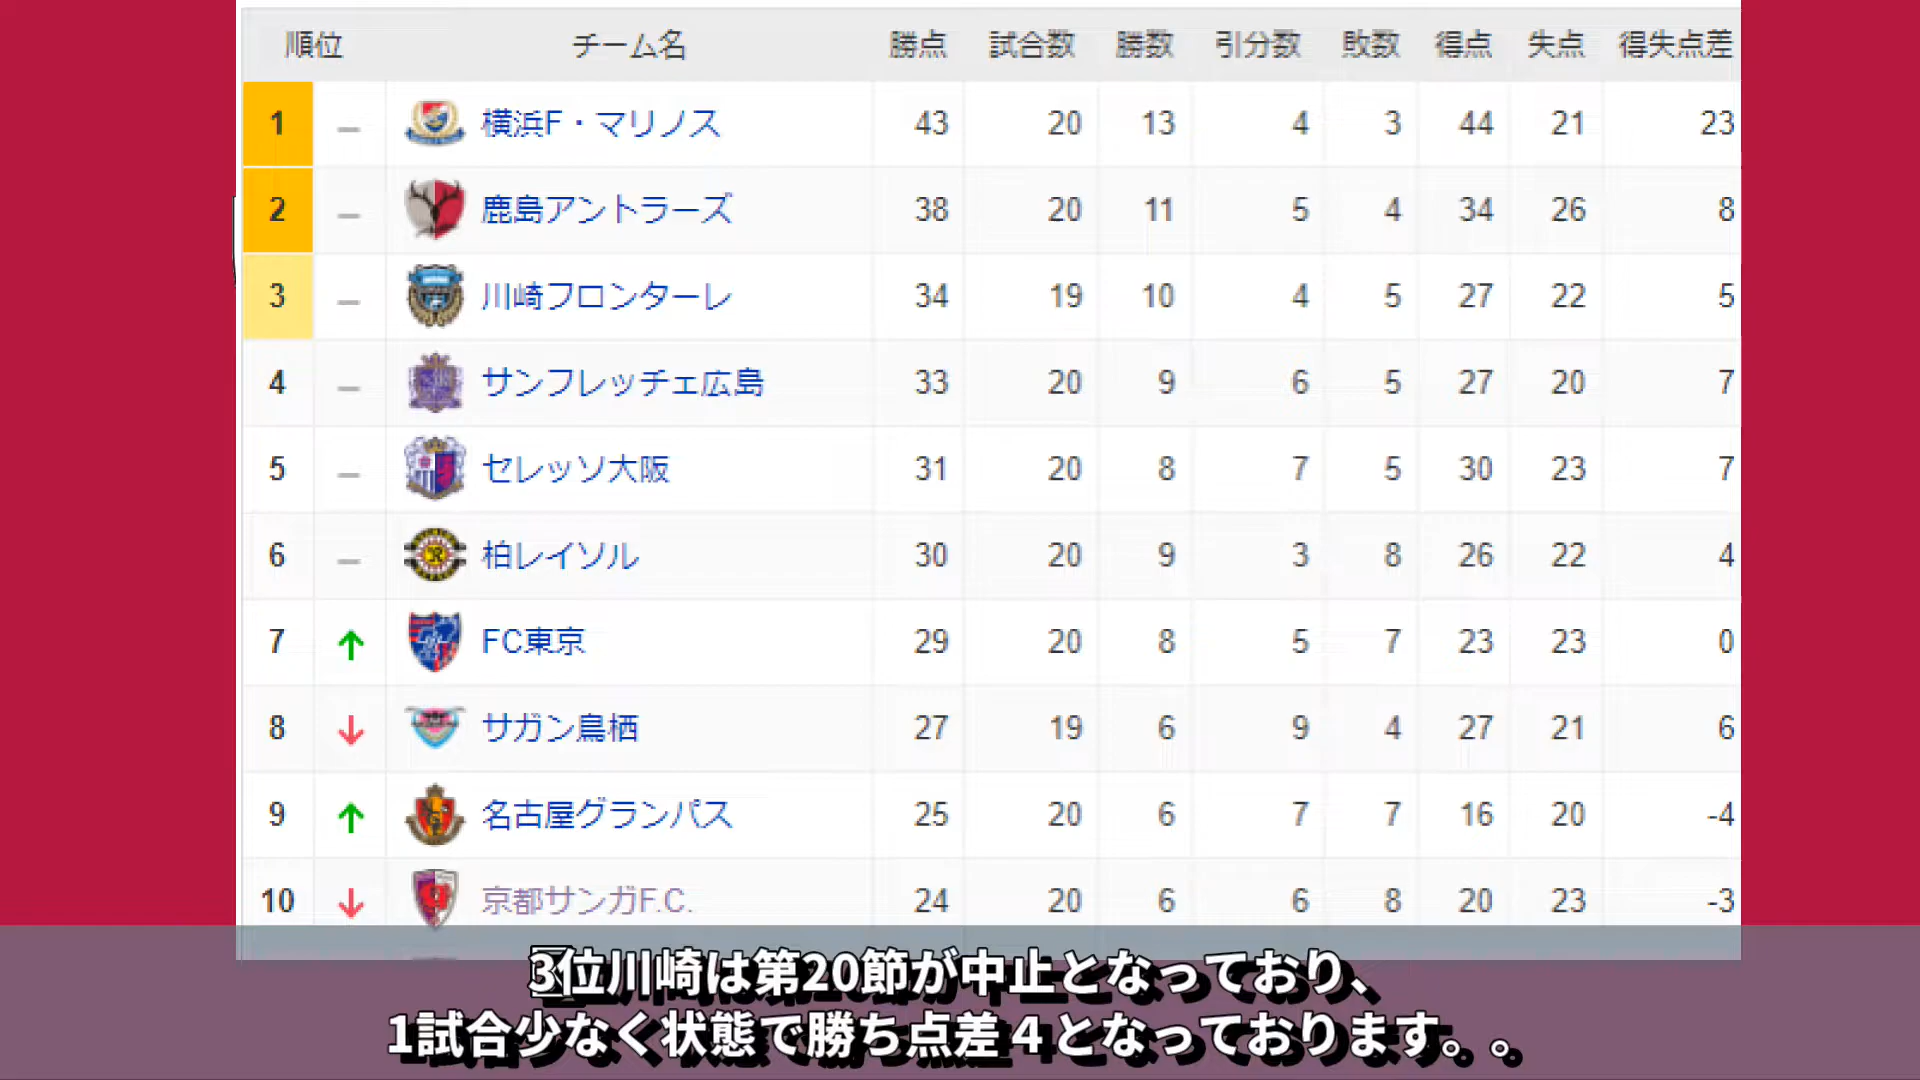 順位 チーム名 勝点 試合数 勝数 引分数 敗数 得点 失点 得失点差
1 – 横浜F・マリノス 43 20 13 4 3 44 21 23
2 – 鹿島アントラーズ 38 20 11 5 4 34 26 8
3 – 川崎フロンターレ 34 19 10 4 5 27 22 5
4 – サンフレッチェ広島 33 20 9 6 5 27 20 7
5 – セレッソ大阪 31 20 8 7 5 30 23 7
6 – 柏レイソル 30 20 9 3 8 26 22 4
7 ↑ FC東京 29 20 8 5 7 23 23 0
8 ↓ サガン鳥栖 27 19 6 9 4 27 21 6
9 ↑ 名古屋グランパス 25 20 6 7 7 16 20 -4
10 ↓ 京都サンガF.C. 24 20 6 6 8 20 23 -3
3位川崎は第20節が中止となっており、
1試合少なく状態で勝ち点差４となっております。。